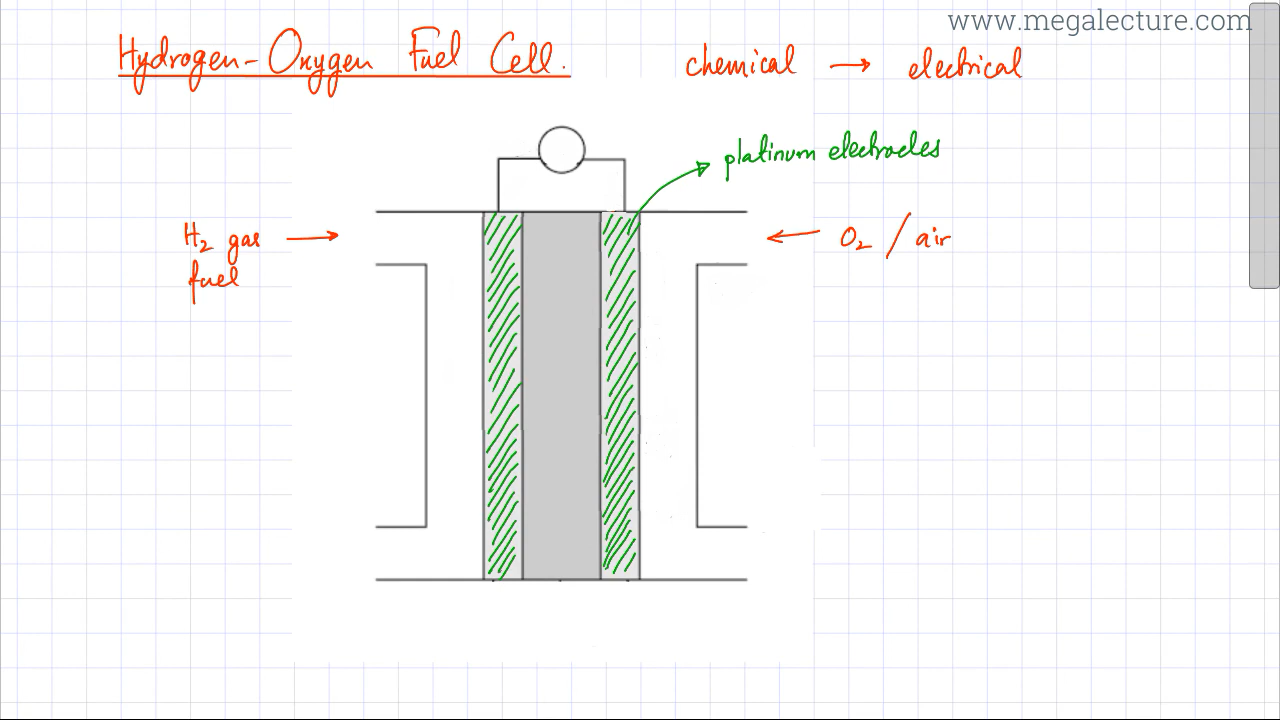 www.megalecture.com
Hydrogen-Oxygen Fuel Cell.
chemical → electrical
platinum electrodes
H₂ gas →
fuel
← O₂ / air